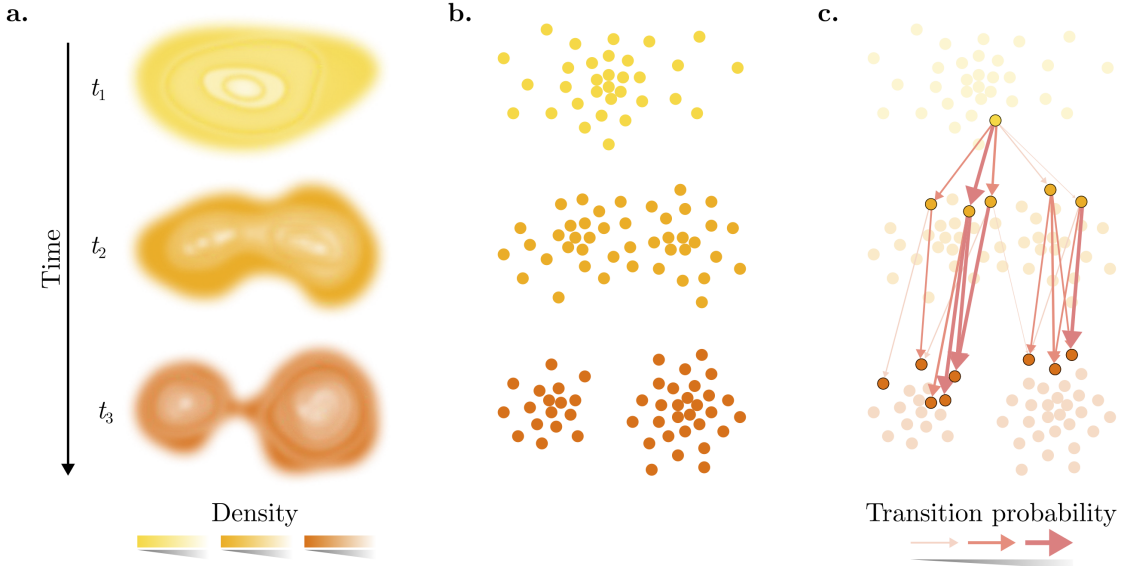 a.
b.
c.
Time
t1
t2
t3
Density
Transition probability